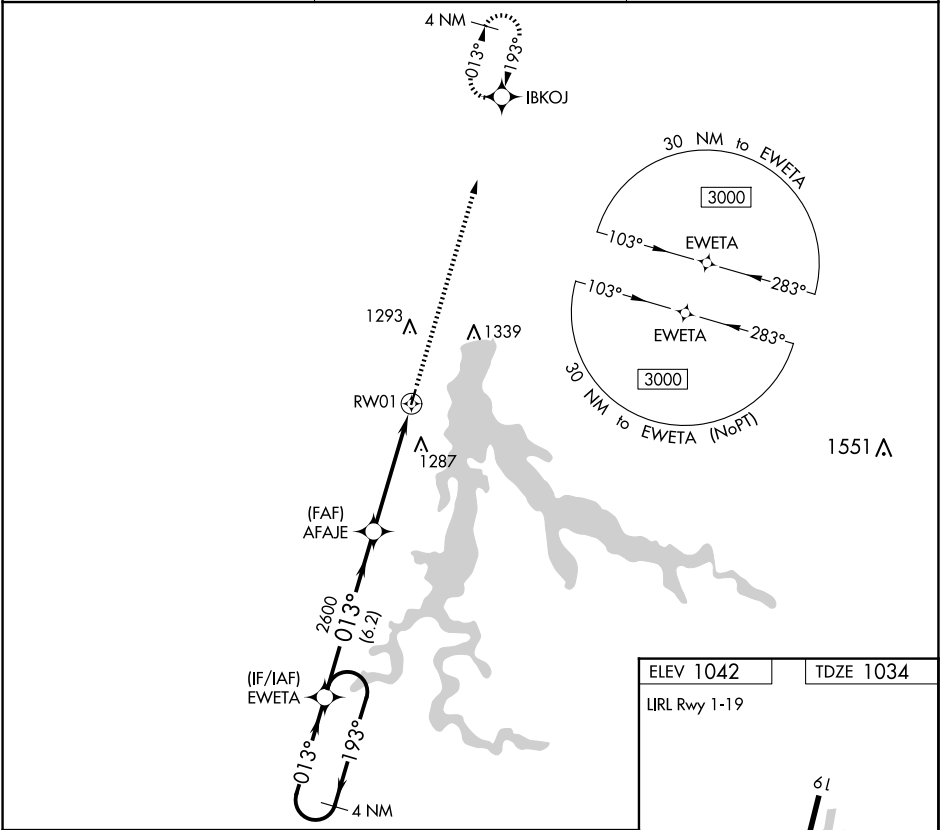 4 NM
013°
193°
IBKOJ
30 NM to EWETA
3000
103°
EWETA
283°
103°
EWETA
283°
3000
30 NM to EWETA (NoPT)
1293
1339
RW01
1287
1551
(FAF)
AFAJE
2600
013°
(6.2)
(IF/IAF)
EWETA
013°
193°
4 NM
ELEV 1042
TDZE 1034
LIRL Rwy 1-19
19